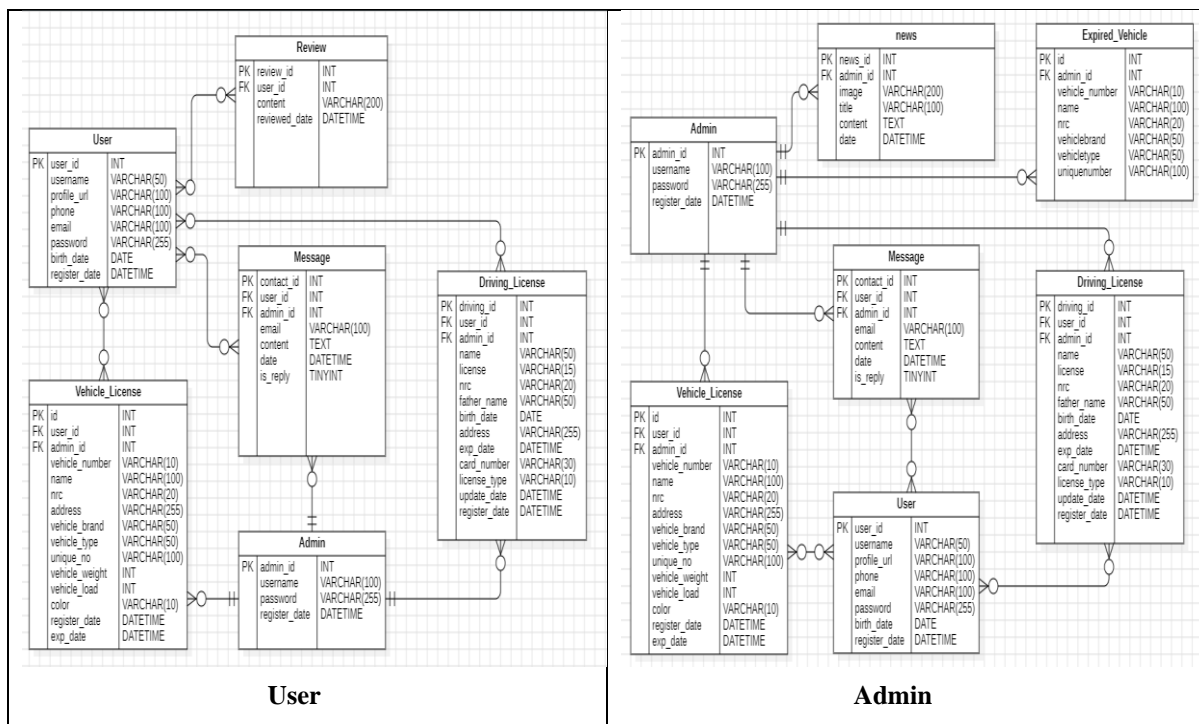 Review
PK review_id INT
FK user_id INT
content VARCHAR(200)
reviewed_date DATETIME
User
PK user_id INT
username VARCHAR(50)
profile_url VARCHAR(100)
phone VARCHAR(100)
email VARCHAR(100)
password VARCHAR(255)
birth_date DATE
register_date DATETIME
Message
PK contact_id INT
FK user_id INT
FK admin_id INT
email VARCHAR(100)
content TEXT
date DATETIME
is_reply TINYINT
Driving_License
PK driving_id INT
FK user_id INT
FK admin_id INT
name VARCHAR(50)
license VARCHAR(15)
nrc VARCHAR(20)
father_name VARCHAR(50)
birth_date DATE
address VARCHAR(255)
exp_date DATETIME
card_number VARCHAR(30)
license_type VARCHAR(10)
update_date DATETIME
register_date DATETIME
Vehicle_License
PK id INT
FK user_id INT
FK admin_id INT
vehicle_number VARCHAR(10)
name VARCHAR(100)
nrc VARCHAR(20)
address VARCHAR(255)
vehicle_brand VARCHAR(50)
vehicle_type VARCHAR(50)
unique_no VARCHAR(100)
vehicle_weight INT
vehicle_load INT
color VARCHAR(10)
register_date DATETIME
exp_date DATETIME
Admin
PK admin_id INT
username VARCHAR(100)
password VARCHAR(255)
register_date DATETIME
User
news
PK news_id INT
FK admin_id INT
image VARCHAR(200)
title VARCHAR(100)
content TEXT
date DATETIME
Expired_Vehicle
PK id INT
FK admin_id INT
vehicle_number VARCHAR(10)
name VARCHAR(100)
nrc VARCHAR(20)
vehiclebrand VARCHAR(50)
vehicletype VARCHAR(50)
uniquenumber VARCHAR(100)
Admin
PK admin_id INT
username VARCHAR(100)
password VARCHAR(255)
register_date DATETIME
Message
PK contact_id INT
FK user_id INT
FK admin_id INT
email VARCHAR(100)
content TEXT
date DATETIME
is_reply TINYINT
Driving_License
PK driving_id INT
FK user_id INT
FK admin_id INT
name VARCHAR(50)
license VARCHAR(15)
nrc VARCHAR(20)
father_name VARCHAR(50)
birth_date DATE
address VARCHAR(255)
exp_date DATETIME
card_number VARCHAR(30)
license_type VARCHAR(10)
update_date DATETIME
register_date DATETIME
Vehicle_License
PK id INT
FK user_id INT
FK admin_id INT
vehicle_number VARCHAR(10)
name VARCHAR(100)
nrc VARCHAR(20)
address VARCHAR(255)
vehicle_brand VARCHAR(50)
vehicle_type VARCHAR(50)
unique_no VARCHAR(100)
vehicle_weight INT
vehicle_load INT
color VARCHAR(10)
register_date DATETIME
exp_date DATETIME
User
PK user_id INT
username VARCHAR(50)
profile_url VARCHAR(100)
phone VARCHAR(100)
email VARCHAR(100)
password VARCHAR(255)
birth_date DATE
register_date DATETIME
Admin